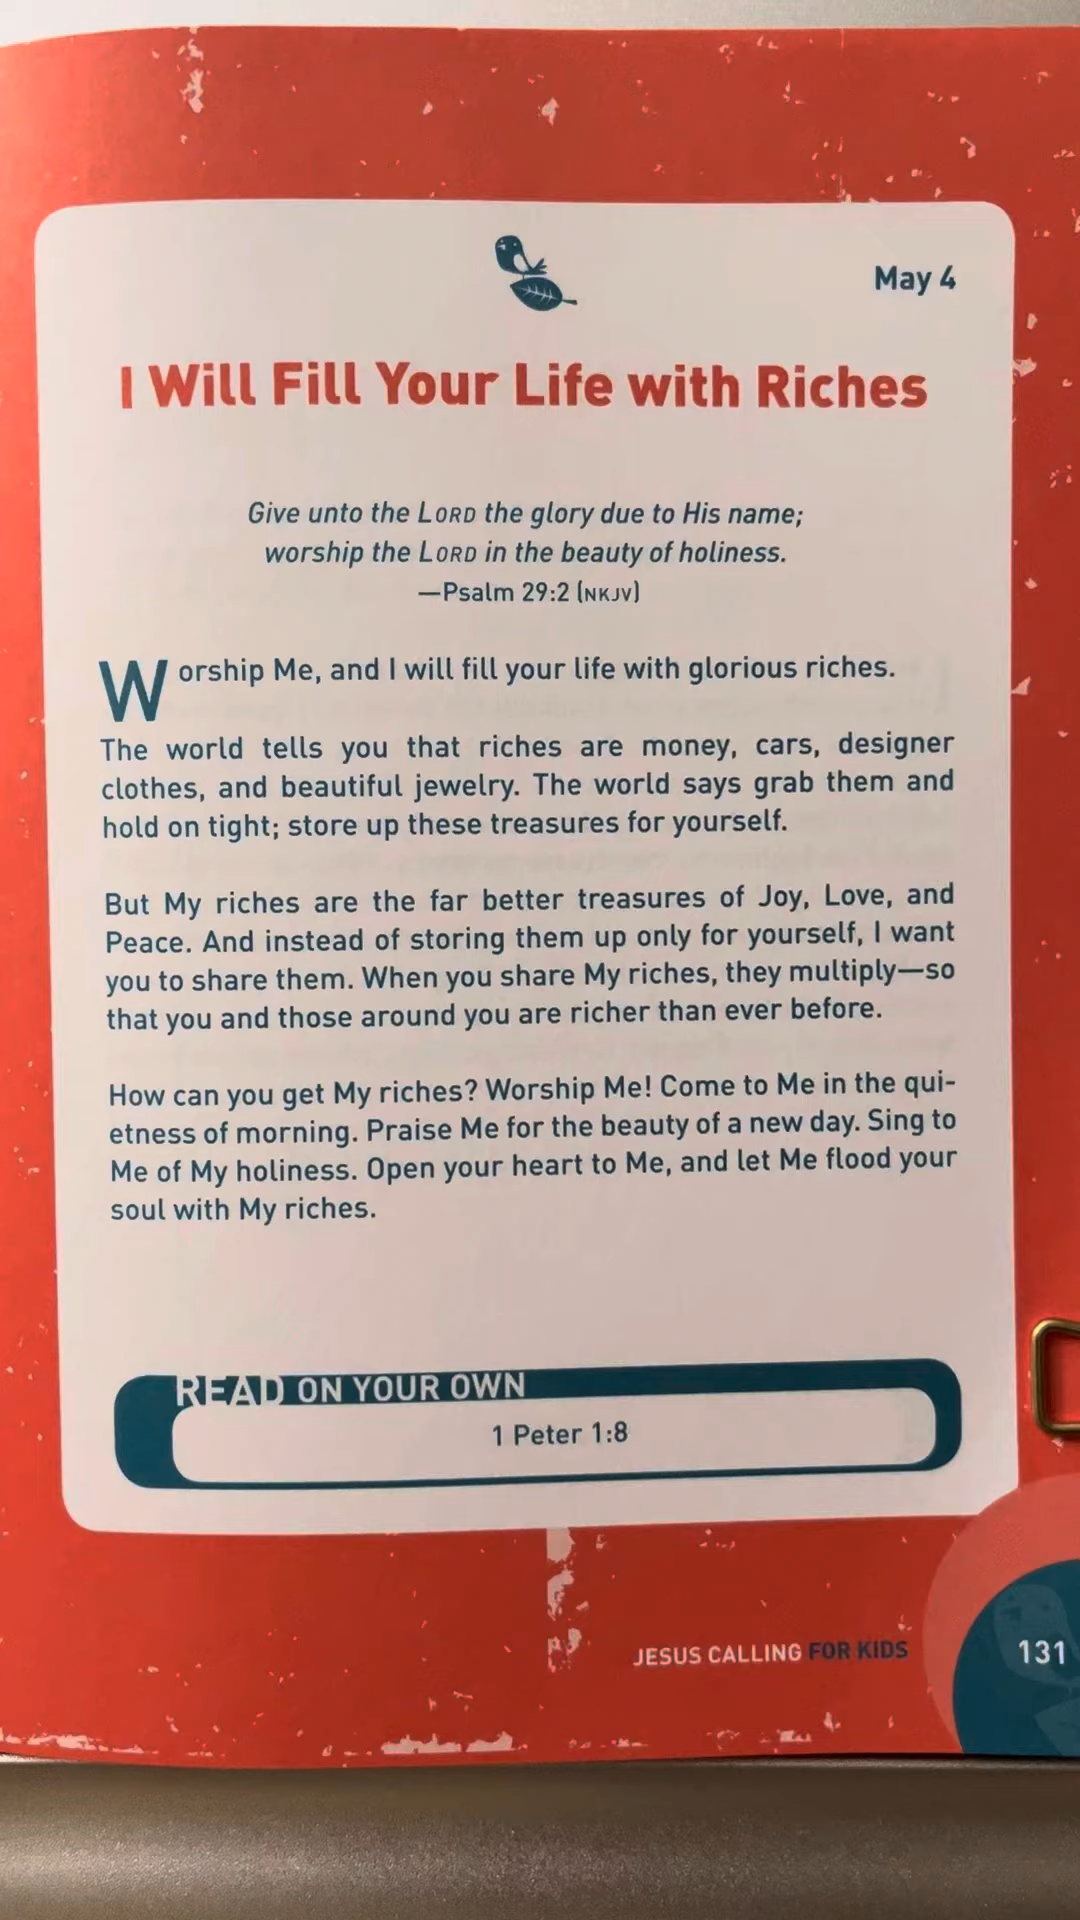 May 4
I Will Fill Your Life with Riches
Give unto the LORD the glory due to His name;
worship the LORD in the beauty of holiness.
—Psalm 29:2 (NKJV)
Worship Me, and I will fill your life with glorious riches.
The world tells you that riches are money, cars, designer
clothes, and beautiful jewelry. The world says grab them and
hold on tight; store up these treasures for yourself.
But My riches are the far better treasures of Joy, Love, and
Peace. And instead of storing them up only for yourself, I want
you to share them. When you share My riches, they multiply—so
that you and those around you are richer than ever before.
How can you get My riches? Worship Me! Come to Me in the qui-
etness of morning. Praise Me for the beauty of a new day. Sing to
Me of My holiness. Open your heart to Me, and let Me flood your
soul with My riches.
READ ON YOUR OWN
1 Peter 1:8
JESUS CALLING FOR KIDS
131